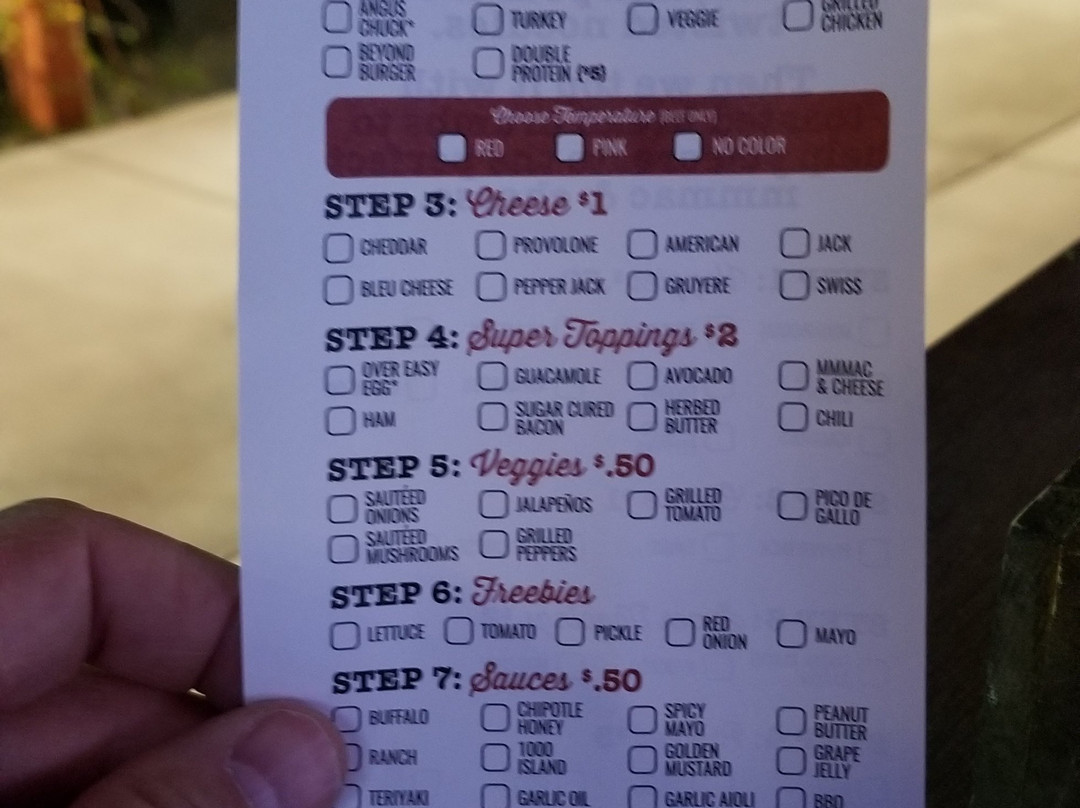 ANGUS CHUCK* TURKEY VEGGIE GRILLED CHICKEN
BEYOND BURGER DOUBLE PROTEIN ($5)
Choose Temperature (BEEF ONLY)
RED PINK NO COLOR
STEP 3: Cheese $1
CHEDDAR PROVOLONE AMERICAN JACK
BLEU CHEESE PEPPER JACK GRUYERE SWISS
STEP 4: Super Toppings $2
OVER EASY EGG* GUACAMOLE AVOCADO MMMAC & CHEESE
HAM SUGAR CURED BACON HERBED BUTTER CHILI
STEP 5: Veggies $.50
SAUTÉED ONIONS JALAPEÑOS GRILLED TOMATO PICO DE GALLO
SAUTÉED MUSHROOMS GRILLED PEPPERS
STEP 6: Freebies
LETTUCE TOMATO PICKLE RED ONION MAYO
STEP 7: Sauces $.50
BUFFALO CHIPOTLE HONEY SPICY MAYO PEANUT BUTTER
RANCH 1000 ISLAND GOLDEN MUSTARD GRAPE JELLY
TERIYAKI GARLIC OIL GARLIC AIOLI BBQ